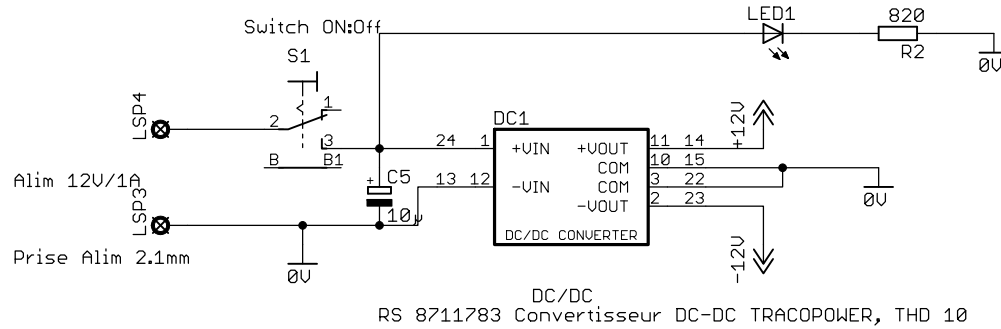 LED1
820
Switch ON:Off
R2
S1
0V
1
LSP4
2
DC1
3
24 1
+VIN
+VOUT
11 14
+12V
B B1
COM
10 15
C5
+
Alim 12V/1A
13 12
-VIN
COM
3 22
-VOUT
2 23
0V
LSP3
10µ
DC/DC CONVERTER
Prise Alim 2.1mm
0V
-12V
DC/DC
RS 8711783 Convertisseur DC-DC TRACOPOWER, THD 10